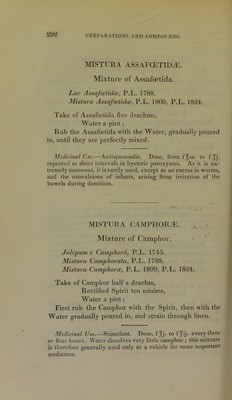 292 PREPARATIONS AND COMPOUNDS.
MISTURA ASSAFŒTIDÆ.
Mixture of Assafœtida.
Lac Assafœtidæ, P.L. 1788.
Mistura Assafœtidæ, P.L. 1809, P.L. 1824.
Take of Assafœtida five drachms,
Water a pint;
Rub the Assafœtida with the Water, gradually poured
in, until they are perfectly mixed.
Medicinal Use.—Antispasmodic. Dose, from f℥ss. to f℥j.
repeated at short intervals in hysteric paroxysms. As it is ex-
tremely nauseous, it is rarely used, except as an enema in worms,
and the convulsions of infants, arising from irritation of the
bowels during dentition.
MISTURA CAMPHORÆ.
Mixture of Camphor.
Julepum e Camphorâ, P.L. 1745.
Mistura Camphorata, P.L. 1788.
Mistura Camphoræ, P.L. 1809, P.L. 1824.
Take of Camphor half a drachm,
Rectified Spirit ten minims,
Water a pint;
First rub the Camphor with the Spirit, then with the
Water gradually poured in, and strain through linen.
Medicinal Use.—Stimulant. Dose, f℥j. to f℥ij. every three
or four hours. Water dissolves very little camphor; this mixture
is therefore generally used only as a vehicle for more important
medicines.